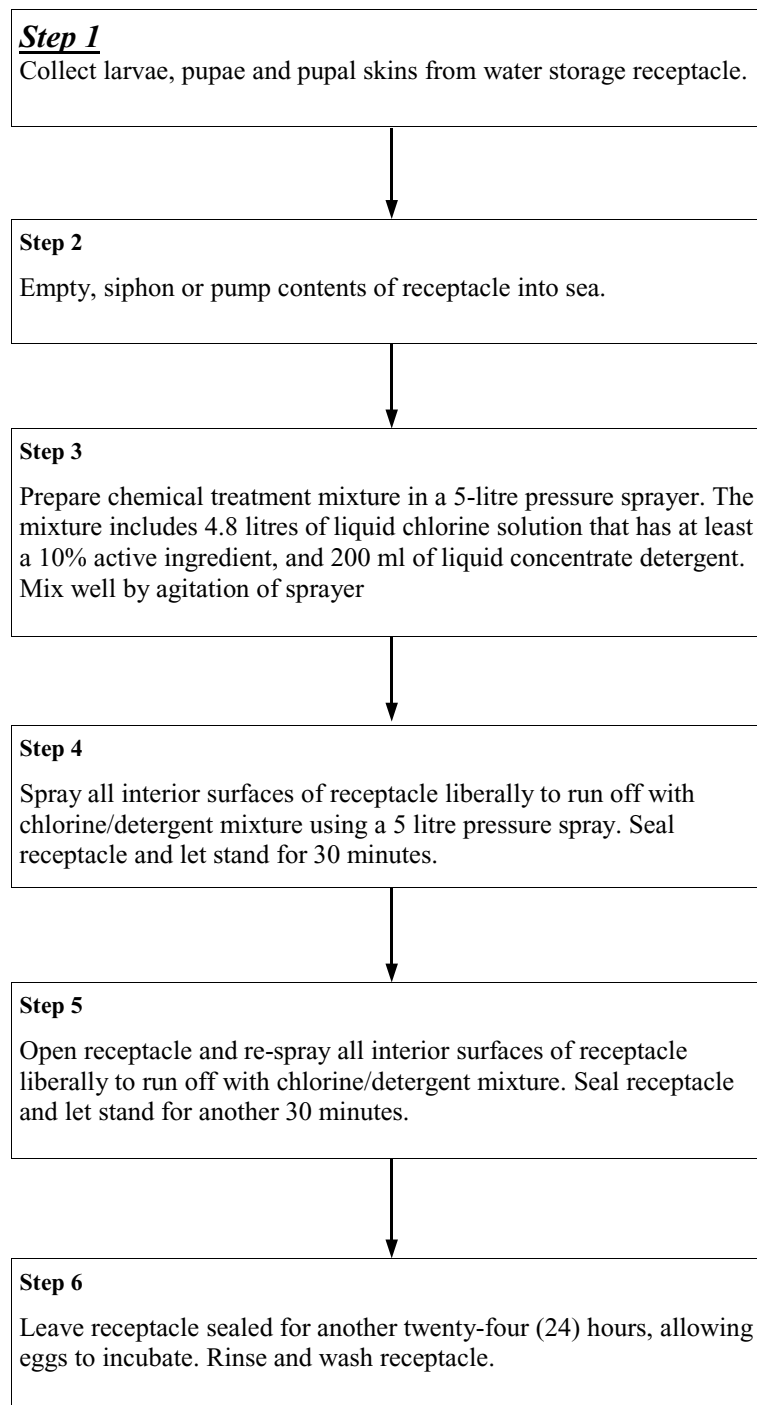 Step 1
Collect larvae, pupae and pupal skins from water storage receptacle.
Step 2
Empty, siphon or pump contents of receptacle into sea.
Step 3
Prepare chemical treatment mixture in a 5-litre pressure sprayer. The
mixture includes 4.8 litres of liquid chlorine solution that has at least
a 10% active ingredient, and 200 ml of liquid concentrate detergent.
Mix well by agitation of sprayer
Step 4
Spray all interior surfaces of receptacle liberally to run off with
chlorine/detergent mixture using a 5 litre pressure spray. Seal
receptacle and let stand for 30 minutes.
Step 5
Open receptacle and re-spray all interior surfaces of receptacle
liberally to run off with chlorine/detergent mixture. Seal receptacle
and let stand for another 30 minutes.
Step 6
Leave receptacle sealed for another twenty-four (24) hours, allowing
eggs to incubate. Rinse and wash receptacle.